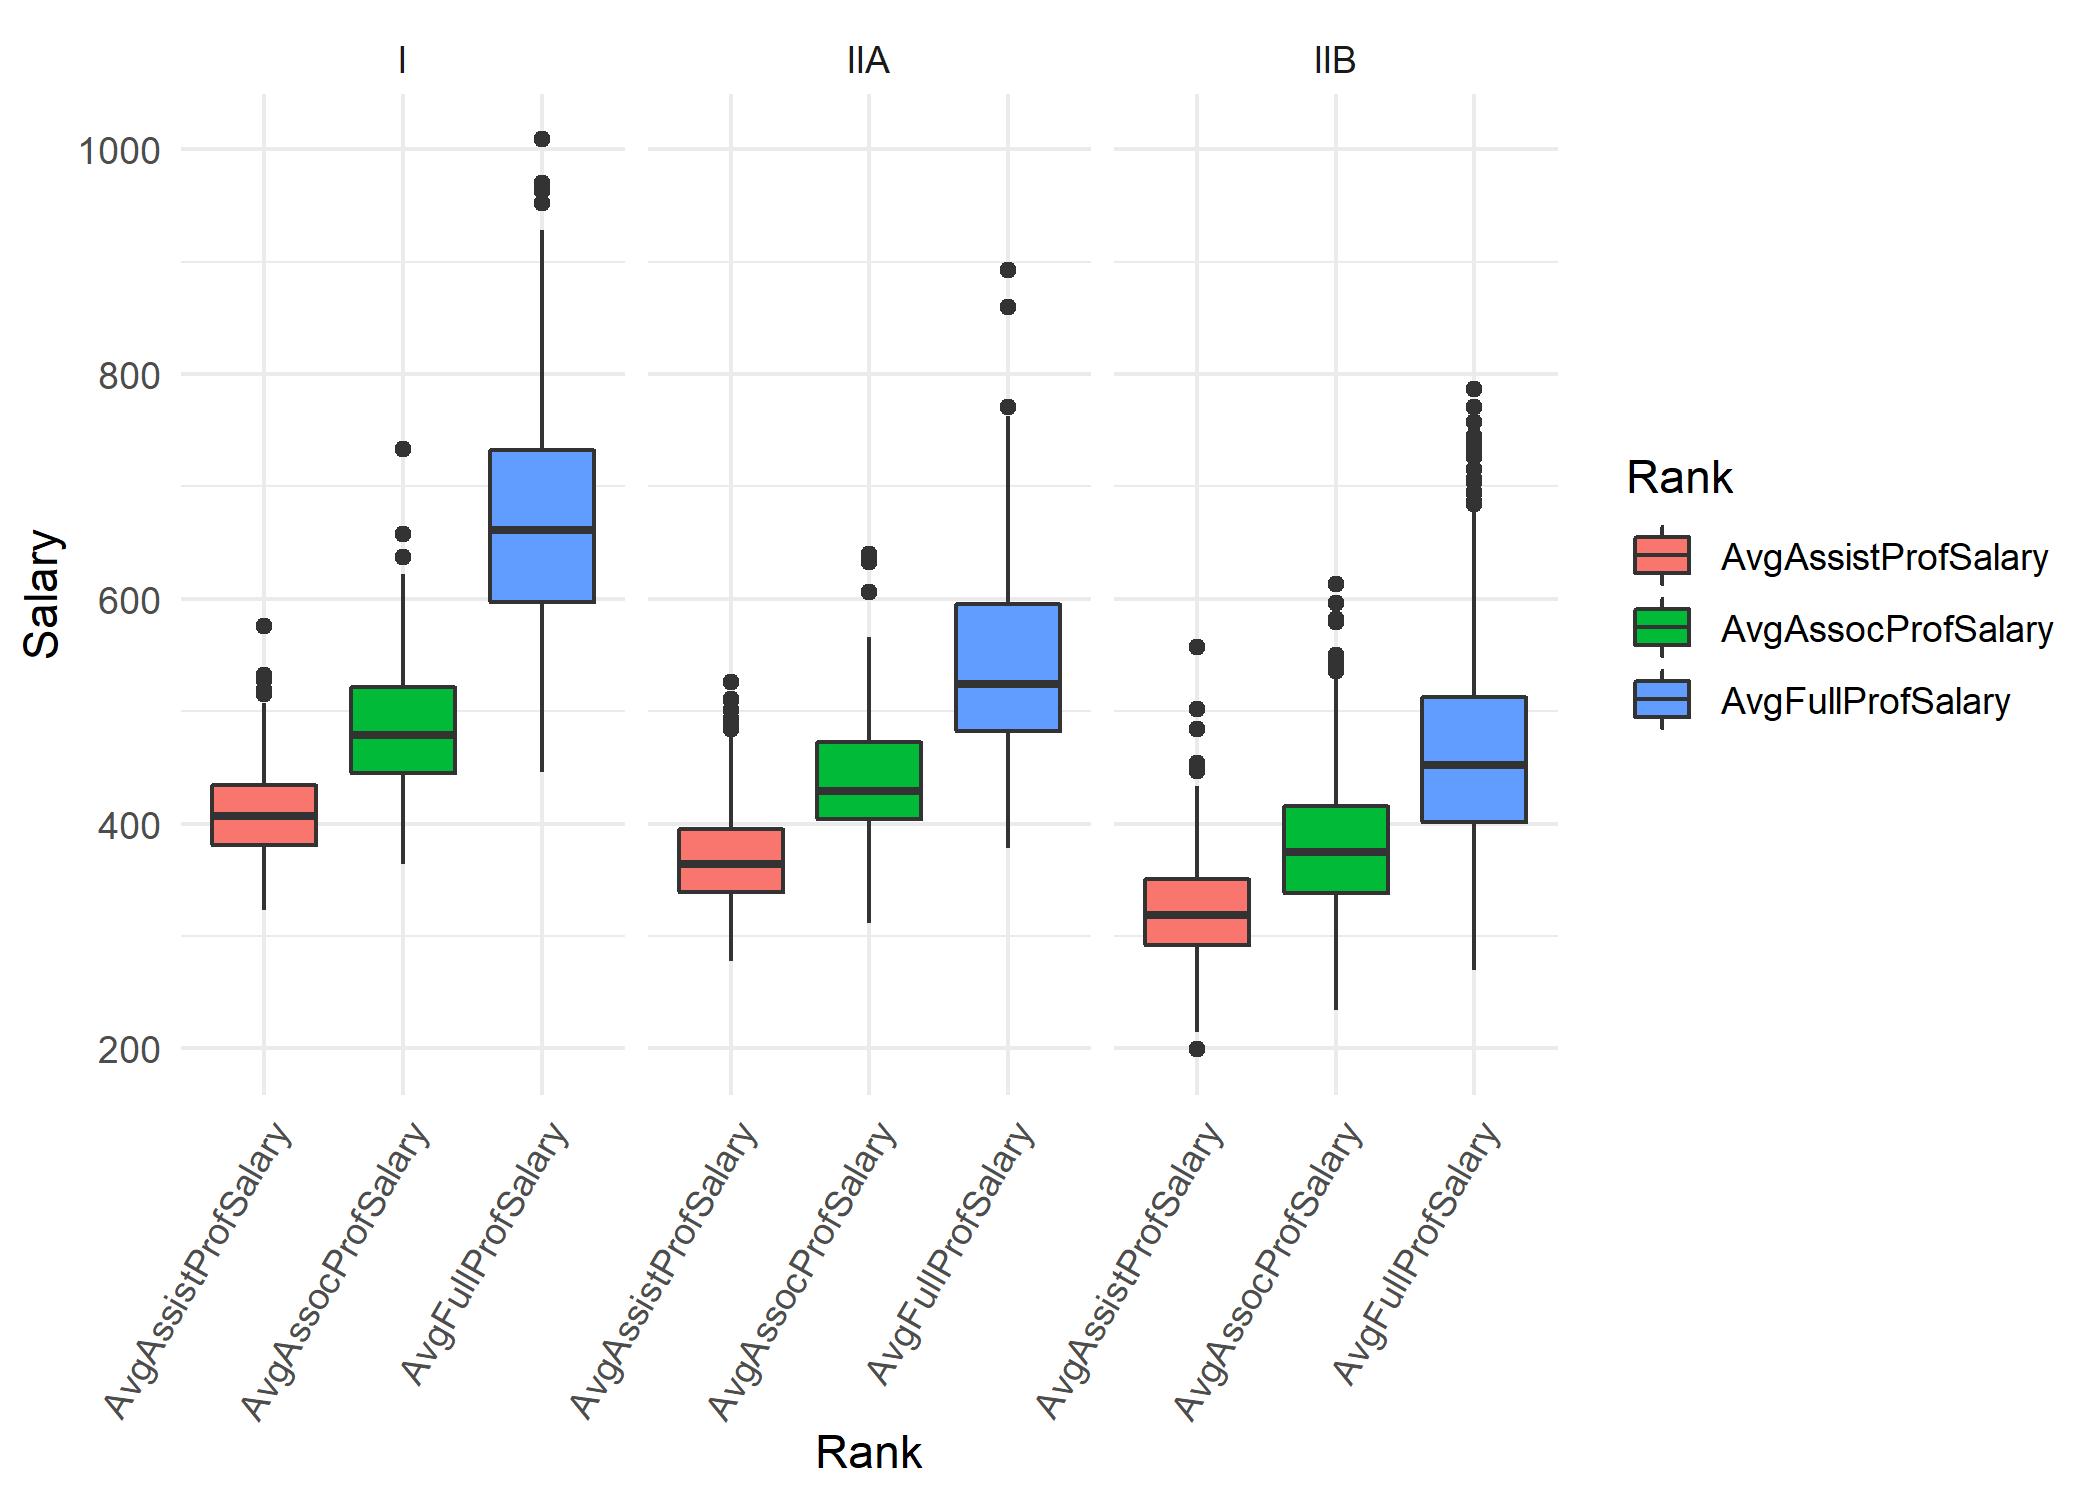 I
IIA
IIB
1000
800
600
400
200
Salary
AvgAssistProfSalary
AvgAssocProfSalary
AvgFullProfSalary
AvgAssistProfSalary
AvgAssocProfSalary
AvgFullProfSalary
AvgAssistProfSalary
AvgAssocProfSalary
AvgFullProfSalary
Rank
Rank
AvgAssistProfSalary
AvgAssocProfSalary
AvgFullProfSalary